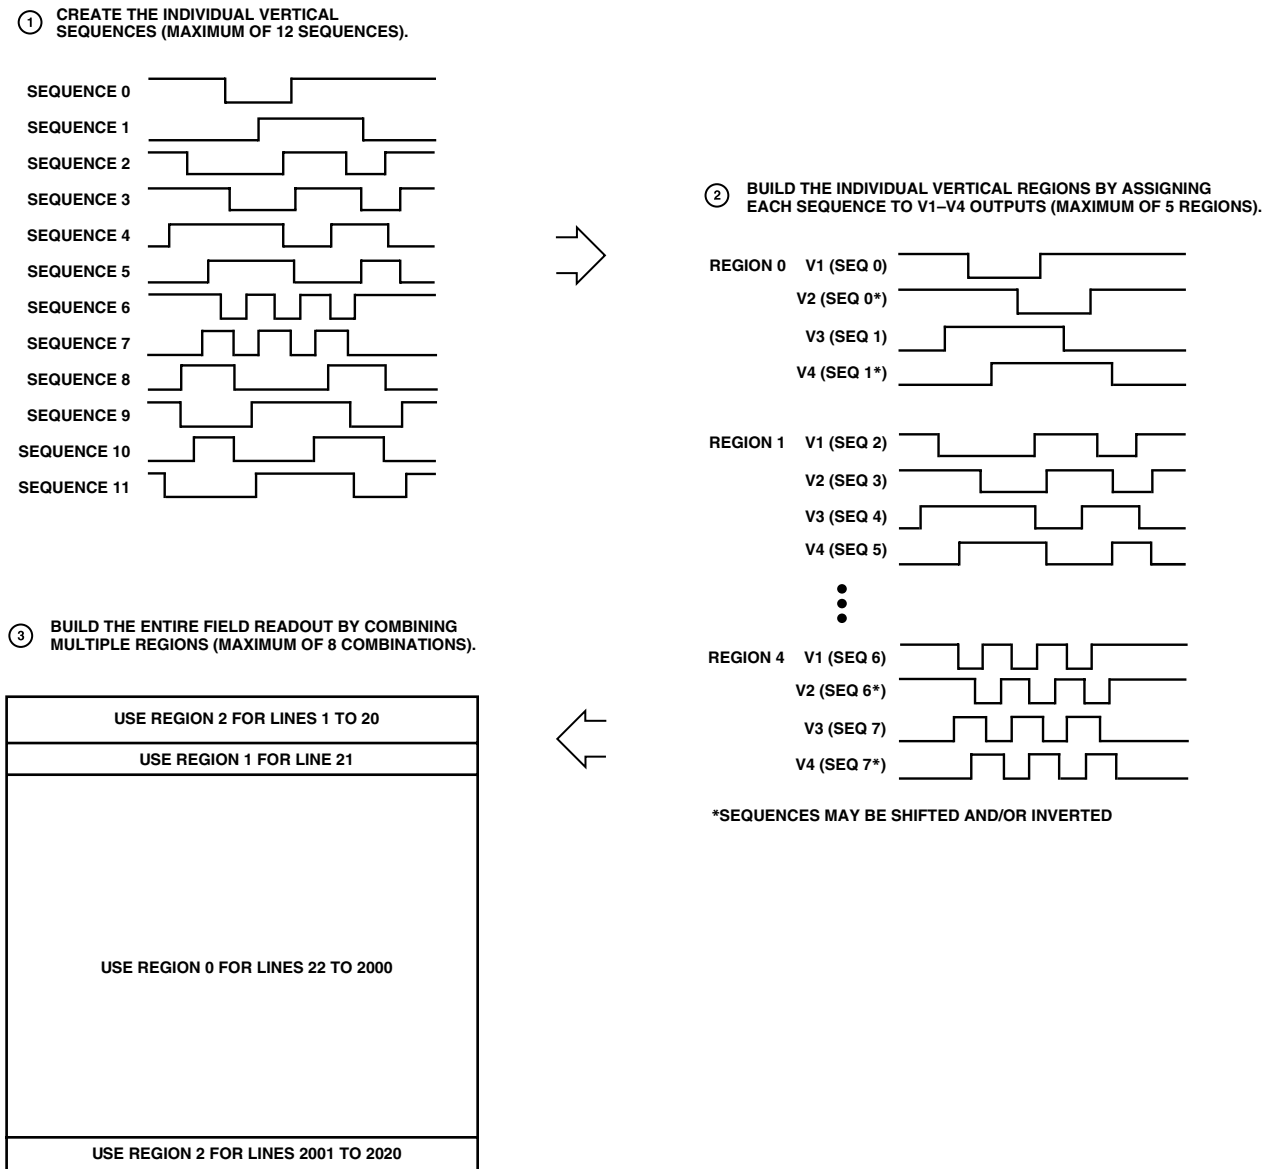 1 CREATE THE INDIVIDUAL VERTICAL
SEQUENCES (MAXIMUM OF 12 SEQUENCES).
SEQUENCE 0
SEQUENCE 1
SEQUENCE 2
SEQUENCE 3
SEQUENCE 4
SEQUENCE 5
SEQUENCE 6
SEQUENCE 7
SEQUENCE 8
SEQUENCE 9
SEQUENCE 10
SEQUENCE 11
2 BUILD THE INDIVIDUAL VERTICAL REGIONS BY ASSIGNING
EACH SEQUENCE TO V1–V4 OUTPUTS (MAXIMUM OF 5 REGIONS).
REGION 0 V1 (SEQ 0)
V2 (SEQ 0*)
V3 (SEQ 1)
V4 (SEQ 1*)
REGION 1 V1 (SEQ 2)
V2 (SEQ 3)
V3 (SEQ 4)
V4 (SEQ 5)
REGION 4 V1 (SEQ 6)
V2 (SEQ 6*)
V3 (SEQ 7)
V4 (SEQ 7*)
*SEQUENCES MAY BE SHIFTED AND/OR INVERTED
3 BUILD THE ENTIRE FIELD READOUT BY COMBINING
MULTIPLE REGIONS (MAXIMUM OF 8 COMBINATIONS).
USE REGION 2 FOR LINES 1 TO 20
USE REGION 1 FOR LINE 21
USE REGION 0 FOR LINES 22 TO 2000
USE REGION 2 FOR LINES 2001 TO 2020